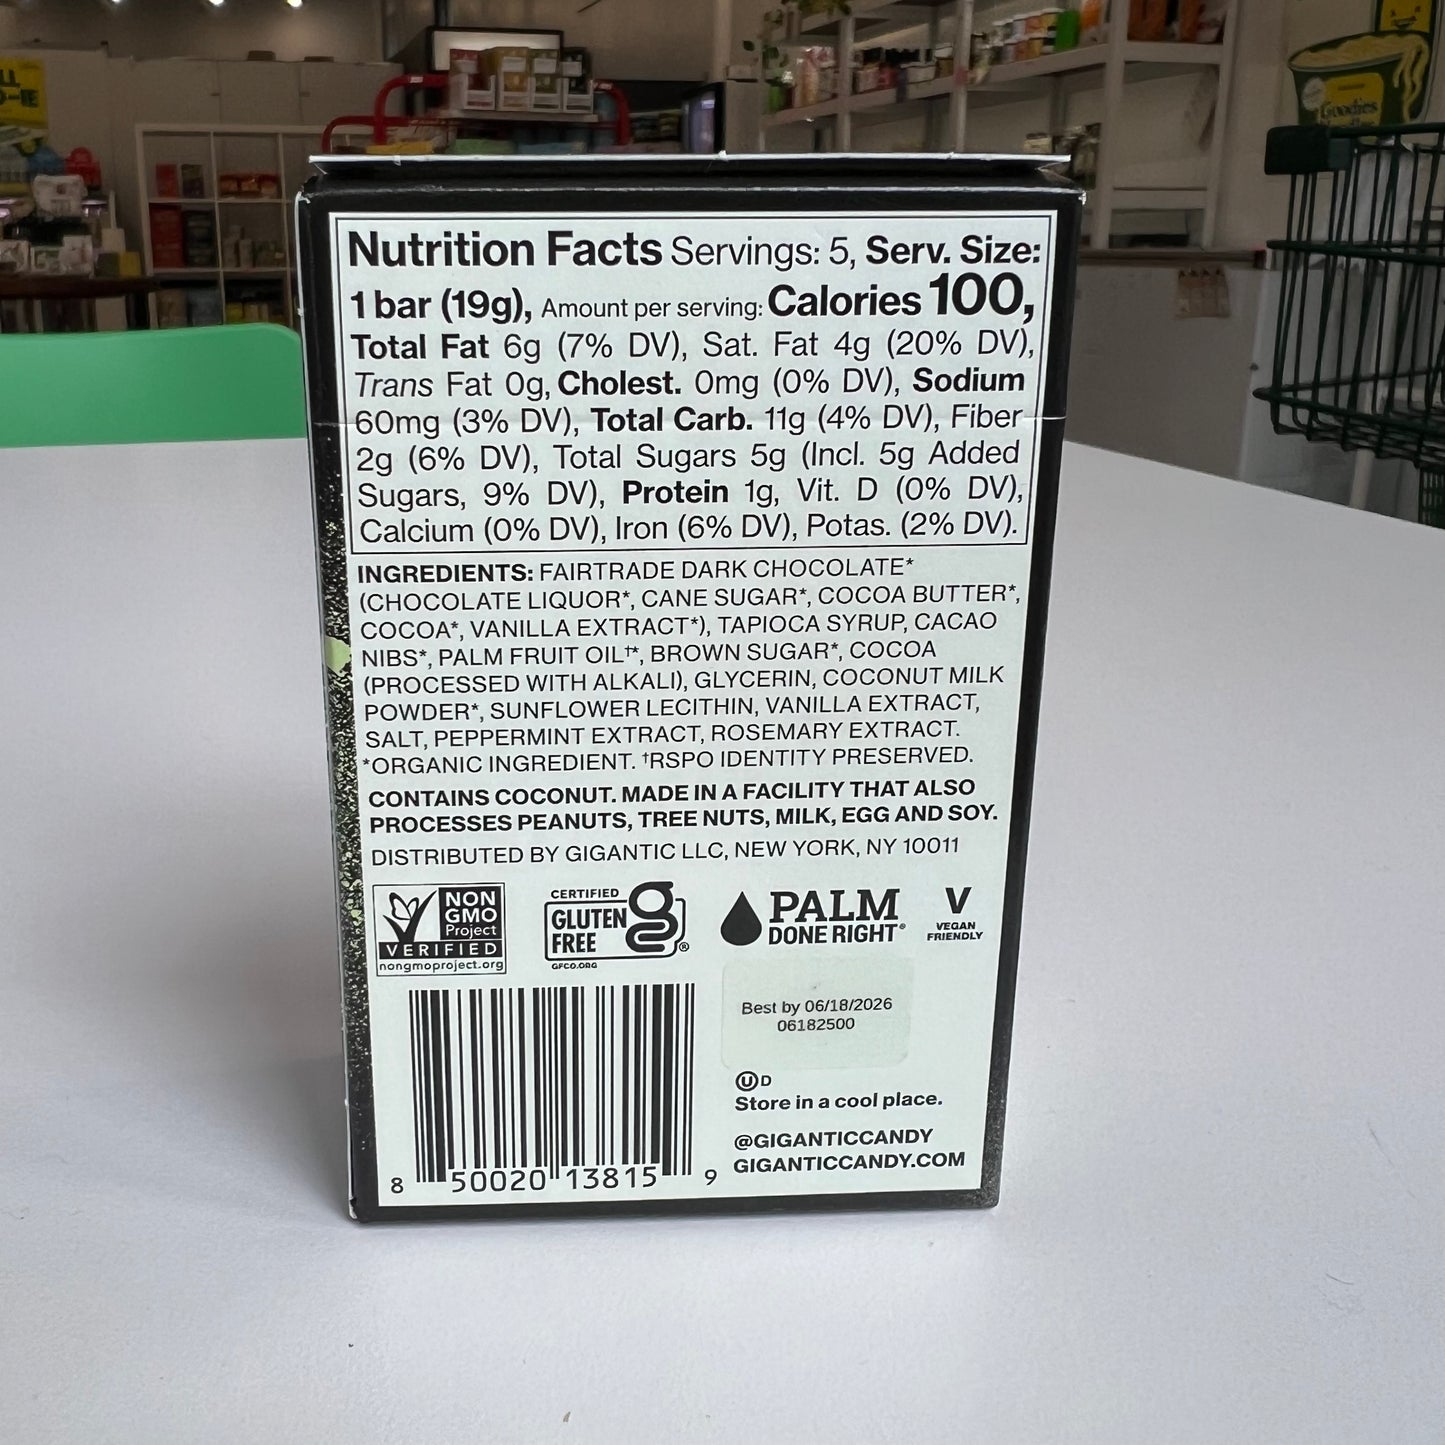 Nutrition Facts Servings: 5, Serv. Size:
1 bar (19g), Amount per serving: Calories 100,
Total Fat 6g (7% DV), Sat. Fat 4g (20% DV),
Trans Fat 0g, Cholest. 0mg (0% DV), Sodium
60mg (3% DV), Total Carb. 11g (4% DV), Fiber
2g (6% DV), Total Sugars 5g (Incl. 5g Added
Sugars, 9% DV), Protein 1g, Vit. D (0% DV),
Calcium (0% DV), Iron (6% DV), Potas. (2% DV).
INGREDIENTS: FAIRTRADE DARK CHOCOLATE*
(CHOCOLATE LIQUOR*, CANE SUGAR*, COCOA BUTTER*,
COCOA*, VANILLA EXTRACT*), TAPIOCA SYRUP, CACAO
NIBS*, PALM FRUIT OIL†*, BROWN SUGAR*, COCOA
(PROCESSED WITH ALKALI), GLYCERIN, COCONUT MILK
POWDER*, SUNFLOWER LECITHIN, VANILLA EXTRACT,
SALT, PEPPERMINT EXTRACT, ROSEMARY EXTRACT.
*ORGANIC INGREDIENT. †RSPO IDENTITY PRESERVED.
CONTAINS COCONUT. MADE IN A FACILITY THAT ALSO
PROCESSES PEANUTS, TREE NUTS, MILK, EGG AND SOY.
DISTRIBUTED BY GIGANTIC LLC, NEW YORK, NY 10011
NON
GMO
Project
VERIFIED
nongmoproject.org
CERTIFIED
GLUTEN
FREE
g
®
GFCO.ORG
PALM
DONE RIGHT®
V
VEGAN
FRIENDLY
Best by 06/18/2026
06182500
U D
Store in a cool place.
@GIGANTICCANDY
GIGANTICCANDY.COM
8 50020 13815 9
Goodles